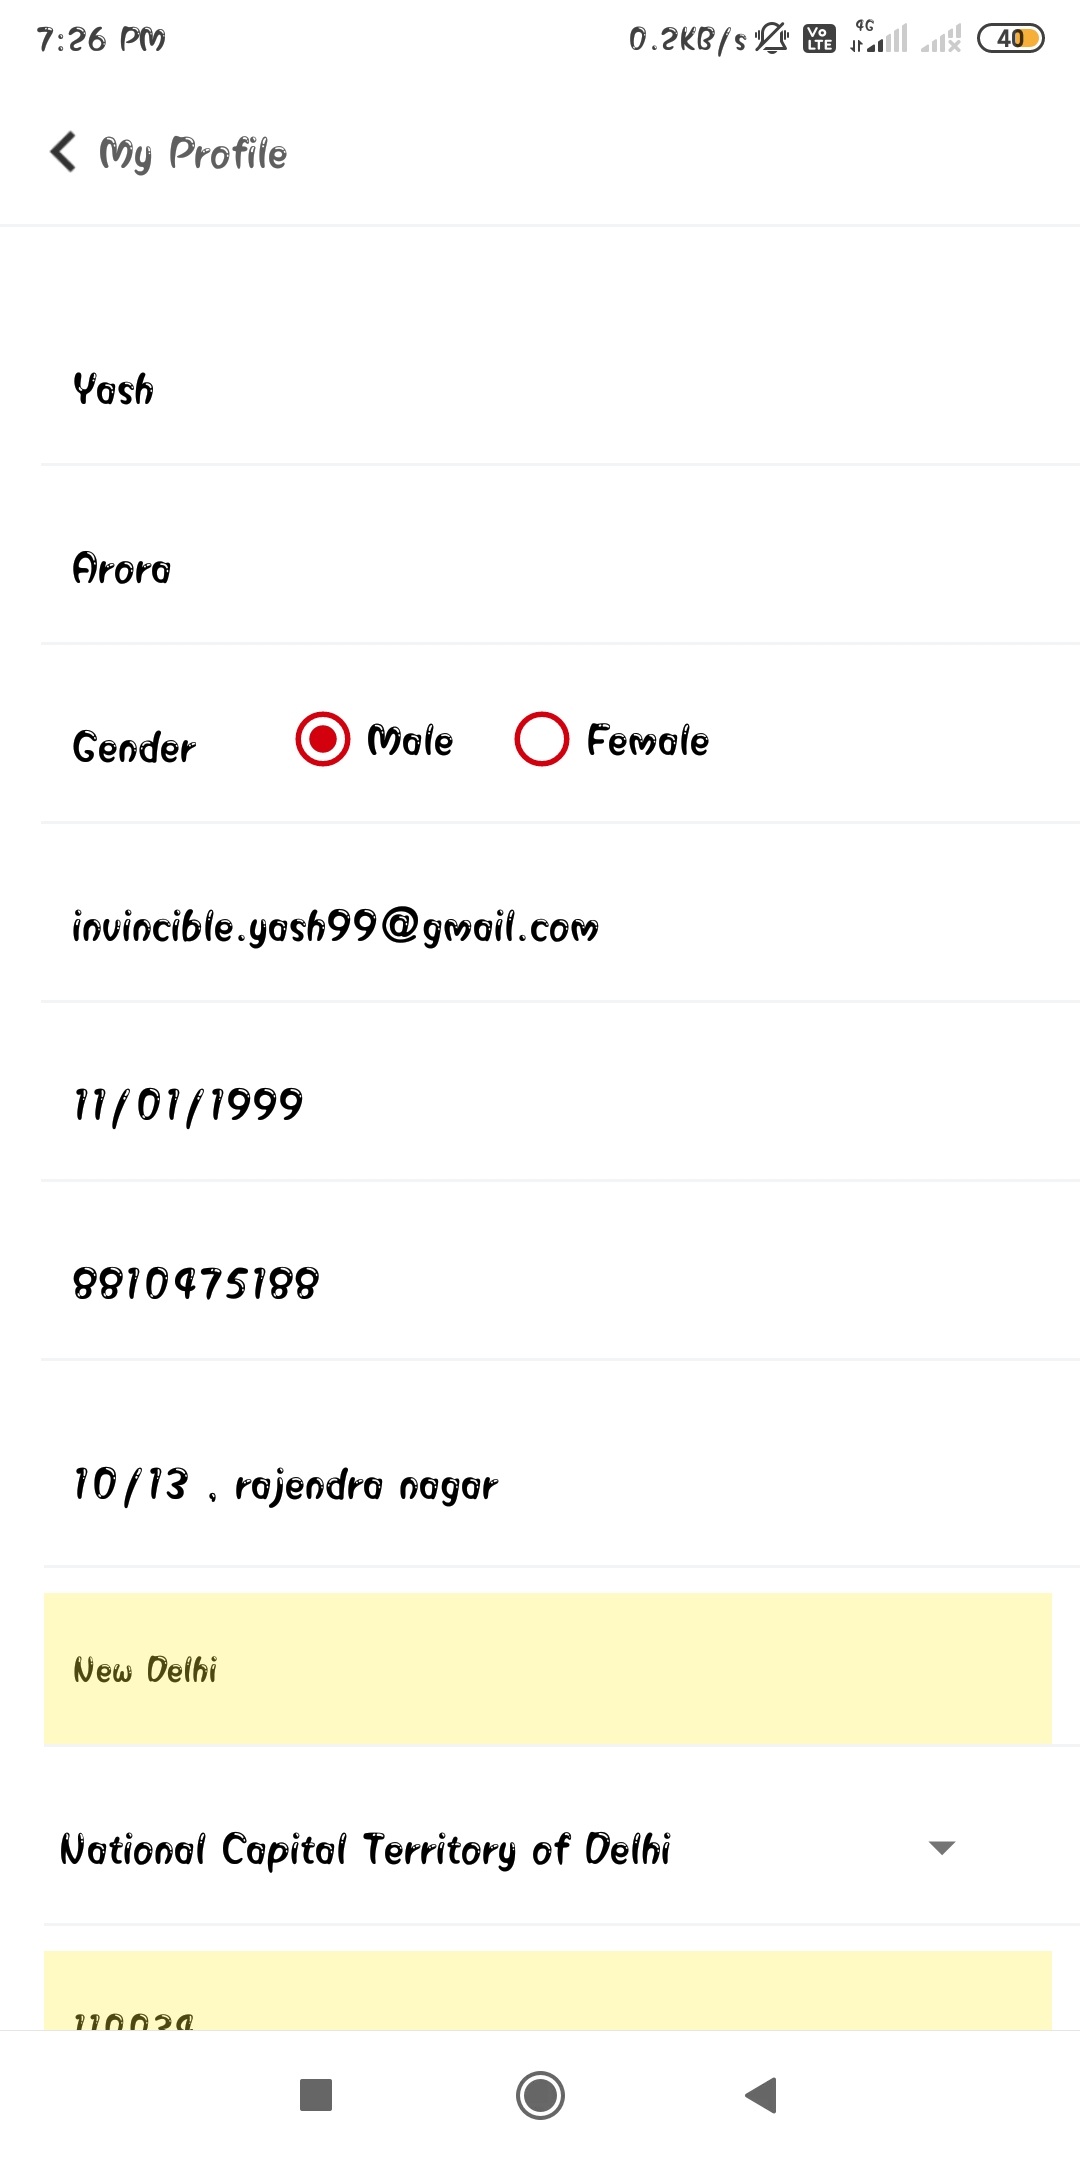 7:26 PM 0.2KB/s Vo LTE 4G 40
My Profile
Yash
Arora
Gender Male Female
invincible.yash99@gmail.com
11/01/1999
8810475188
10/13 , rajendra nagar
New Delhi
National Capital Territory of Delhi